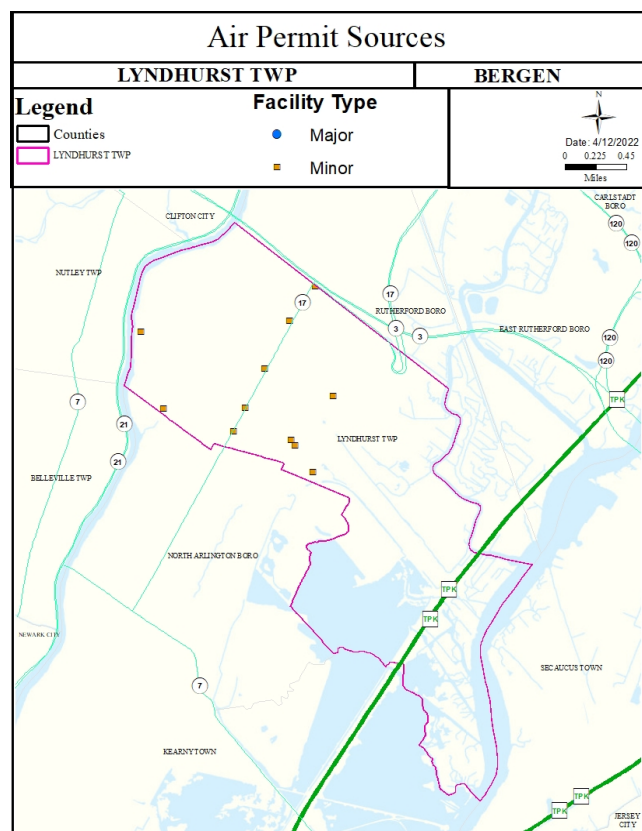 Air Permit Sources
LYNDHURST TWP
BERGEN
Legend
Counties
LYNDHURST TWP
Facility Type
Major
Minor
N
Date: 4/12/2022
0 0.225 0.45
Miles
CARLSTADT
BORO
CLIFTON CITY
120
120
NUTLEY TWP
17
17
RUTHERFORD BORO
3
3
EAST RUTHERFORD BORO
120
120
7
TPK
21
LYNDHURST TWP
21
BELLEVILLE TWP
NORTH ARLINGTON BORO
TPK
TPK
NEWARK CITY
SECAUCUS TOWN
7
KEARNY TOWN
TPK
TPK
JERSEY
CITY